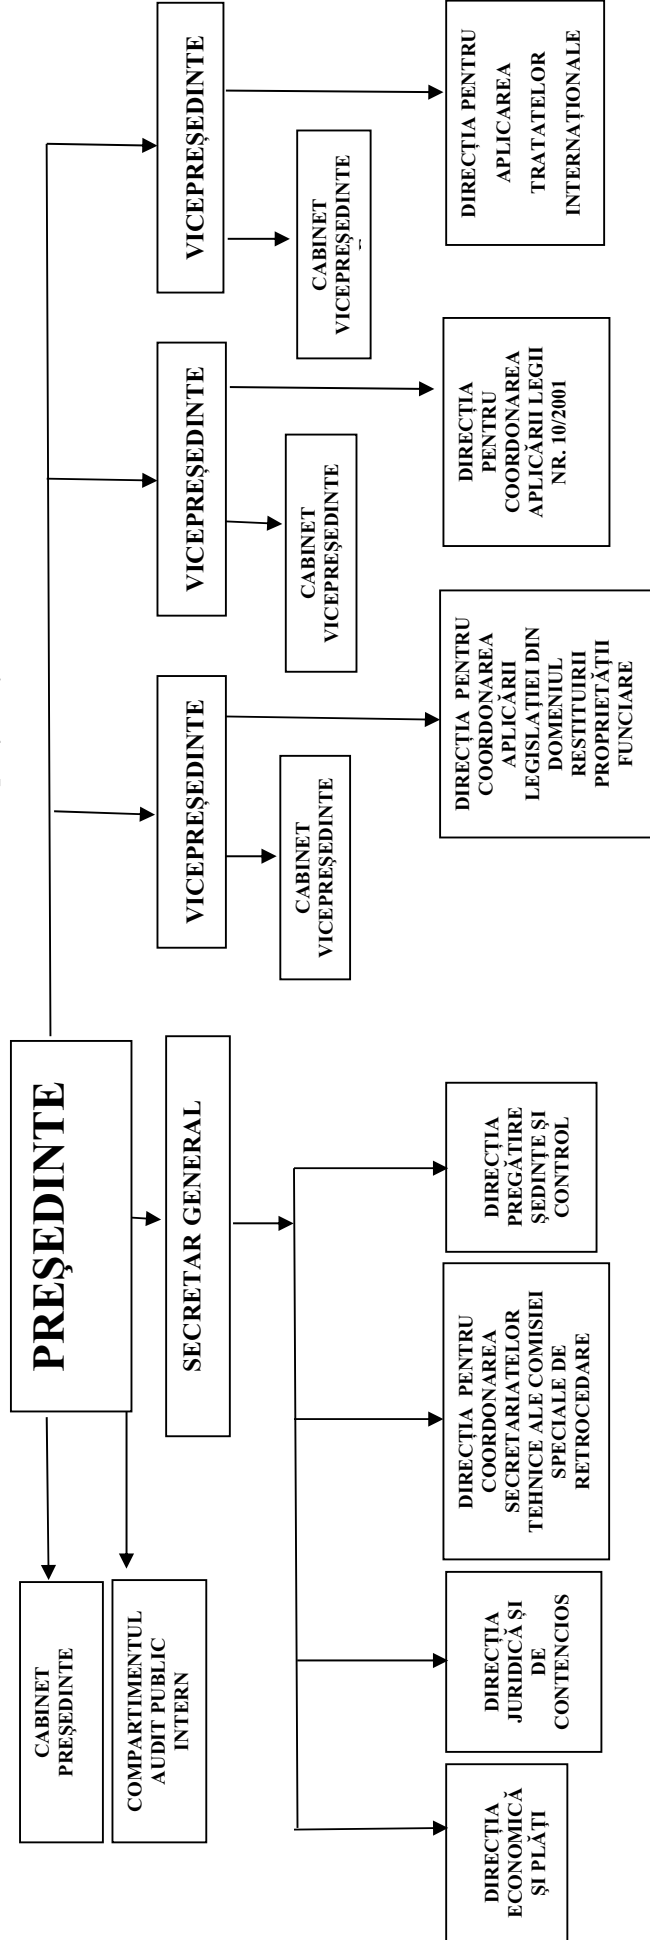 CABINET
PREŞEDINTE
COMPARTIMENTUL
AUDIT PUBLIC
INTERN
PREŞEDINTE
SECRETAR GENERAL
VICEPREŞEDINTE
VICEPREŞEDINTE
VICEPREŞEDINTE
CABINET
VICEPREŞEDINTE
CABINET
VICEPREŞEDINTE
CABINET
VICEPREŞEDINTE
DIRECȚIA
ECONOMICĂ
ŞI PLĂȚI
DIRECȚIA
JURIDICĂ ŞI
DE
CONTENCIOS
DIRECȚIA PENTRU
COORDONAREA
SECRETARIATELOR
TEHNICE ALE COMISIEI
SPECIALE DE
RETROCEDARE
DIRECȚIA
PREGĂTIRE
ŞEDINȚE ŞI
CONTROL
DIRECȚIA PENTRU
COORDONAREA
APLICĂRII
LEGISLAȚIEI DIN
DOMENIUL
RESTITUIRII
PROPRIETĂȚII
FUNCIARE
DIRECȚIA
PENTRU
COORDONAREA
APLICĂRII LEGII
NR. 10/2001
DIRECȚIA PENTRU
APLICAREA
TRATATELOR
INTERNAȚIONALE